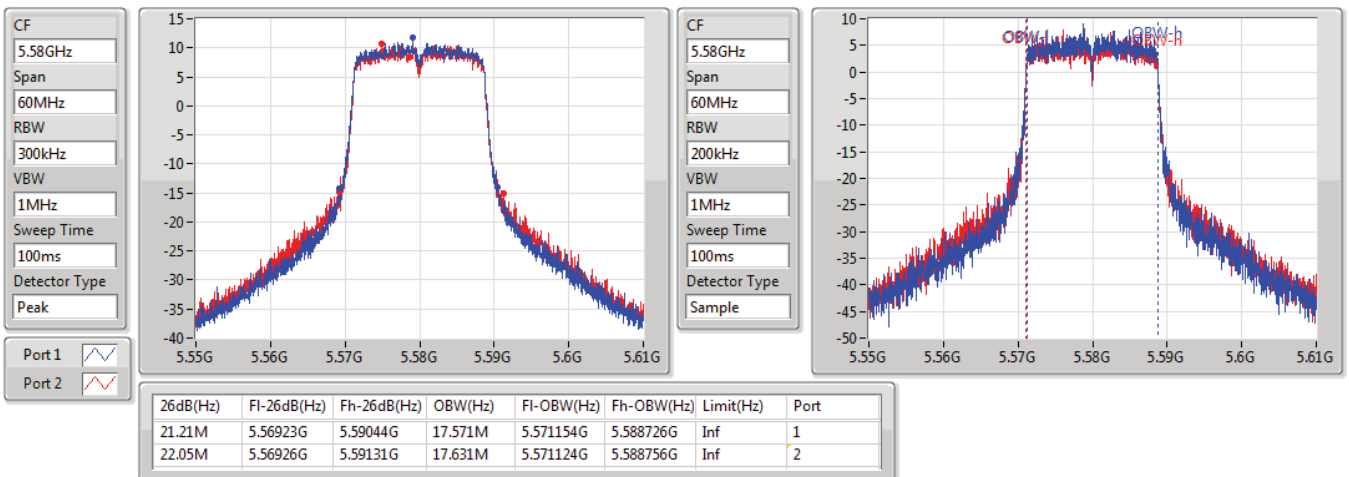 CF
5.58GHz
Span
60MHz
RBW
300kHz
VBW
1MHz
Sweep Time
100ms
Detector Type
Peak
Port 1
Port 2
15
10
5
0
-5
-10
-15
-20
-25
-30
-35
-40
5.55G 5.56G 5.57G 5.58G 5.59G 5.6G 5.61G
CF
5.58GHz
Span
60MHz
RBW
200kHz
VBW
1MHz
Sweep Time
100ms
Detector Type
Sample
10
5
0
-5
-10
-15
-20
-25
-30
-35
-40
-45
-50
OBW-l OBW-h
OBW-h
5.55G 5.56G 5.57G 5.58G 5.59G 5.6G 5.61G
26dB(Hz) Fl-26dB(Hz) Fh-26dB(Hz) OBW(Hz) Fl-OBW(Hz) Fh-OBW(Hz) Limit(Hz) Port
21.21M 5.56923G 5.59044G 17.571M 5.571154G 5.588726G Inf 1
22.05M 5.56926G 5.59131G 17.631M 5.571124G 5.588756G Inf 2